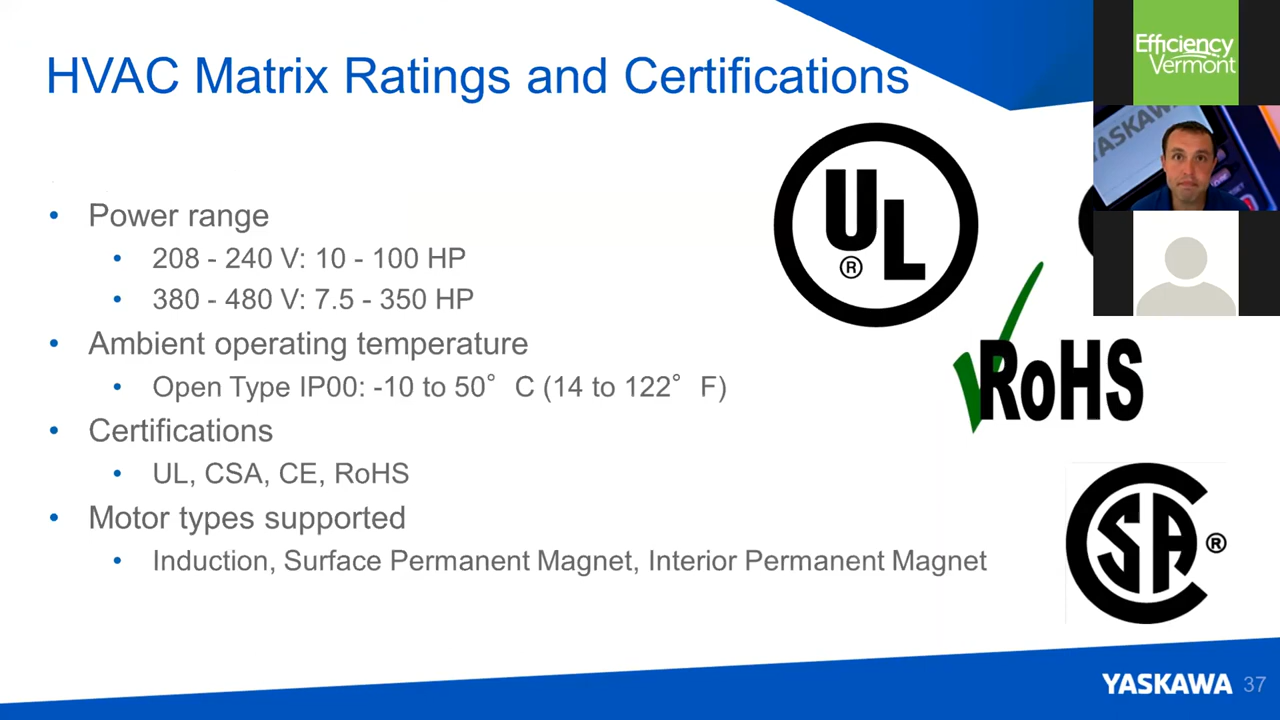 HVAC Matrix Ratings and Certifications
Efficiency
Vermont
YASKAWA
UL
®
• Power range
• 208 - 240 V: 10 - 100 HP
• 380 - 480 V: 7.5 - 350 HP
• Ambient operating temperature
• Open Type IP00: -10 to 50° C (14 to 122° F)
RoHS
• Certifications
• UL, CSA, CE, RoHS
• Motor types supported
• Induction, Surface Permanent Magnet, Interior Permanent Magnet
CSA ®
YASKAWA 37